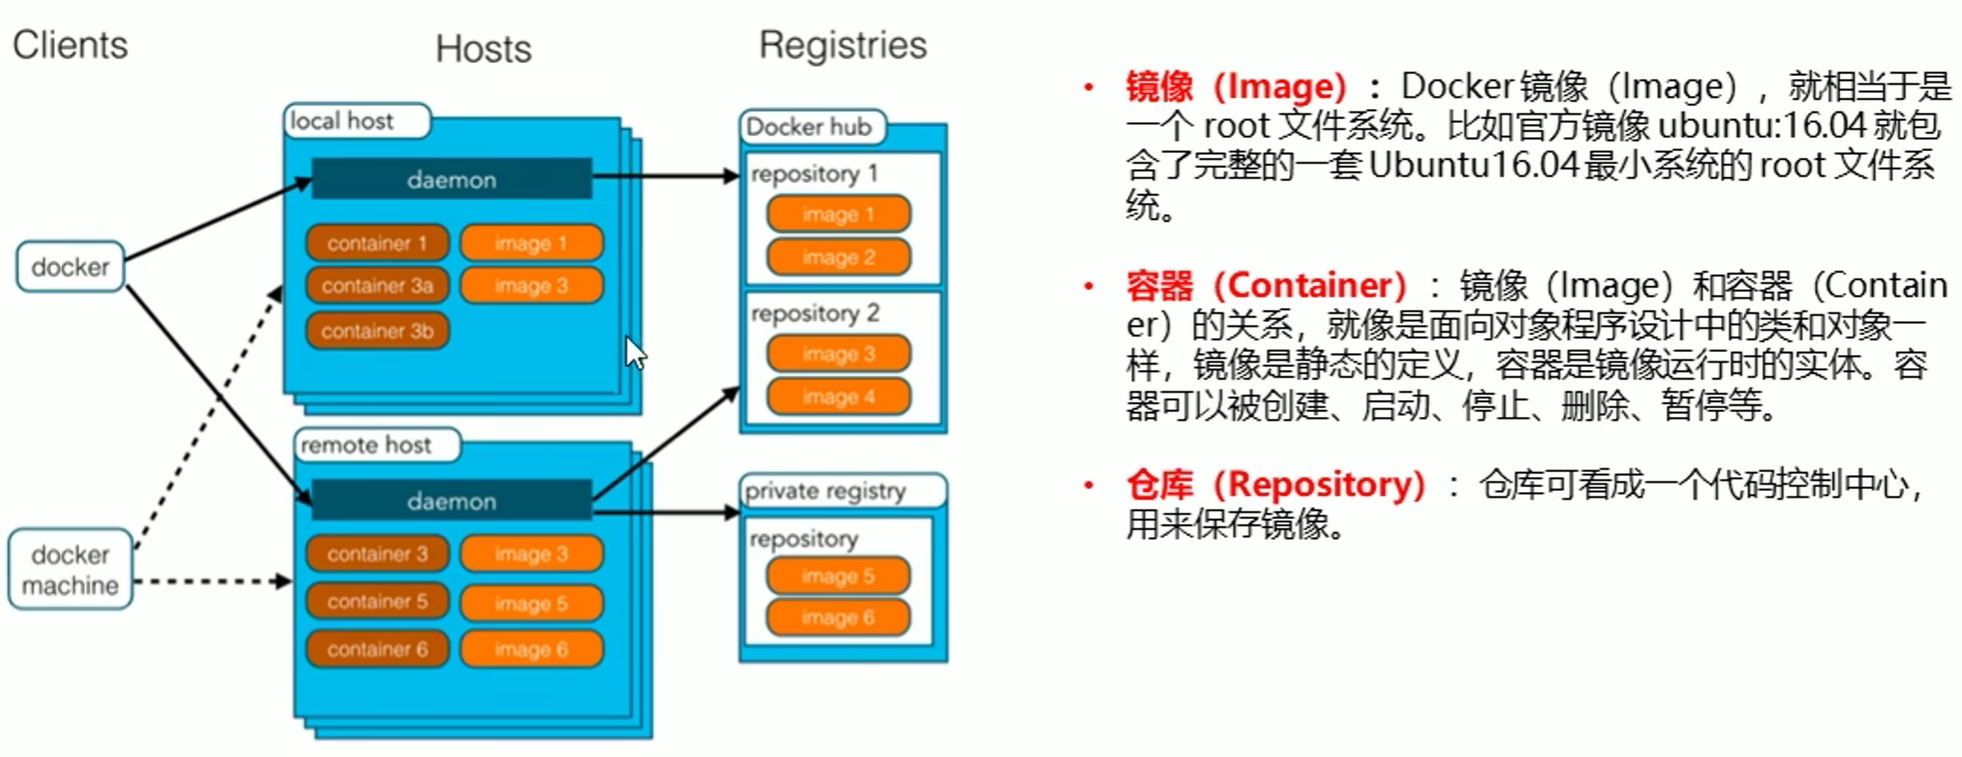 Clients
Hosts
Registries
local host
daemon
container 1
image 1
container 3a
image 3
container 3b
remote host
daemon
container 3
image 3
container 5
image 5
container 6
image 6
docker
docker
machine
Docker hub
repository 1
image 1
image 2
repository 2
image 3
image 4
private registry
repository
image 5
image 6
• 镜像（Image）：Docker 镜像（Image），就相当于是
一个 root 文件系统。比如官方镜像 ubuntu:16.04 就包
含了完整的一套 Ubuntu16.04 最小系统的 root 文件系
统。
• 容器（Container）：镜像（Image）和容器（Contain
er）的关系，就像是面向对象程序设计中的类和对象一
样，镜像是静态的定义，容器是镜像运行时的实体。容
器可以被创建、启动、停止、删除、暂停等。
• 仓库（Repository）：仓库可看成一个代码控制中心，
用来保存镜像。